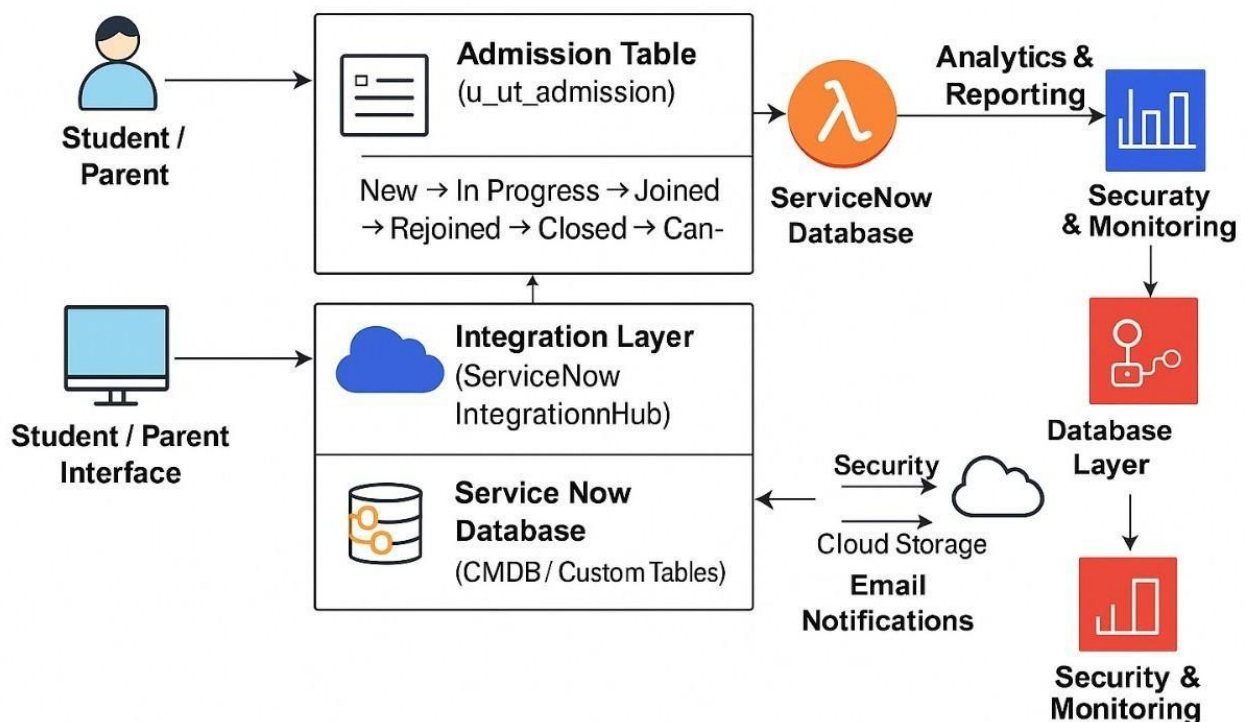 Student /
Parent
Admission Table
(u_ut_admission)
New → In Progress → Joined
→ Rejoined → Closed → Can-
λ
ServiceNow
Database
Analytics &
Reporting
Securaty
& Monitoring
Student / Parent
Interface
Integration Layer
(ServiceNow
IntegrationnHub)
Service Now
Database
(CMDB / Custom Tables)
Security
Cloud Storage
Email
Notifications
Database
Layer
Security &
Monitoring